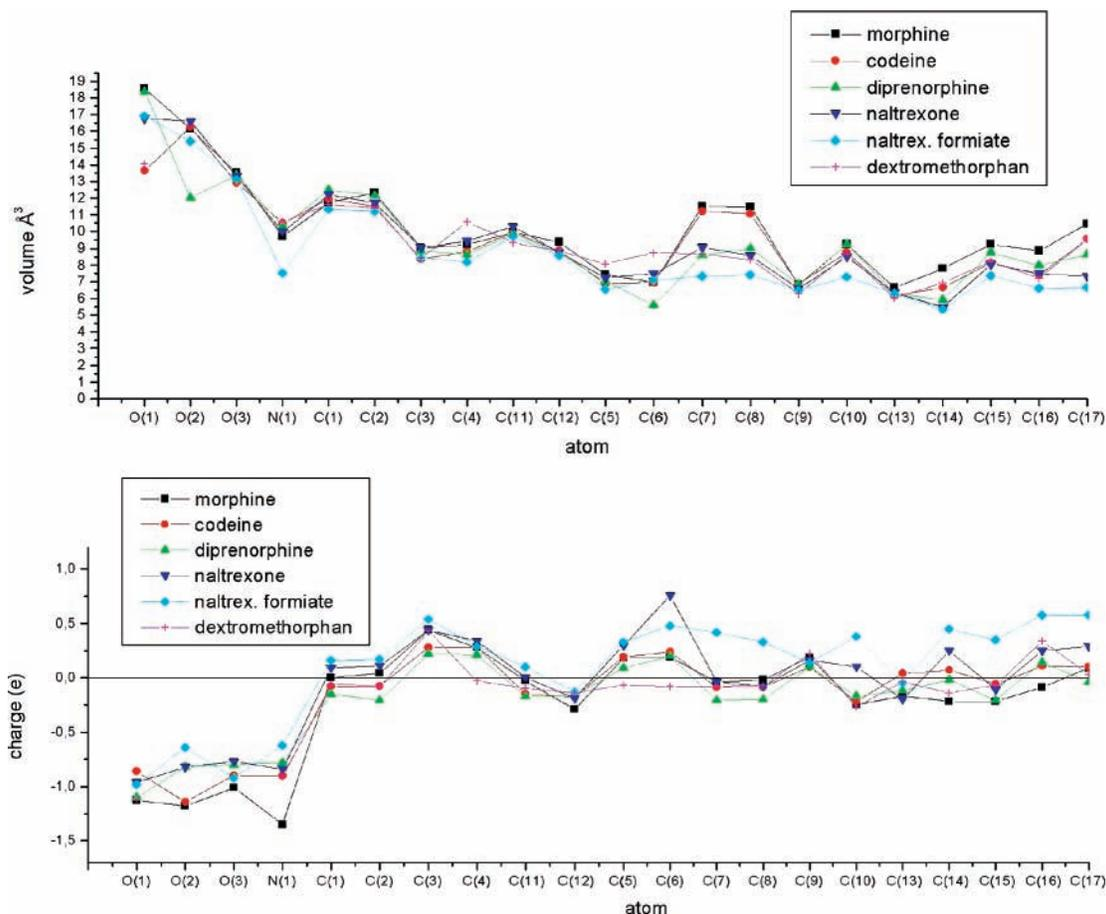 morphine
codeine
diprenorphine
naltrexone
naltrex. formiate
dextromethorphan
volume Å³
19
18
17
16
15
14
13
12
11
10
9
8
7
6
5
4
3
2
1
0
O(1) O(2) O(3) N(1) C(1) C(2) C(3) C(4) C(11) C(12) C(5) C(6) C(7) C(8) C(9) C(10) C(13) C(14) C(15) C(16) C(17)
atom
morphine
codeine
diprenorphine
naltrexone
naltrex. formiate
dextromethorphan
charge (e)
1,0
0,5
0,0
-0,5
-1,0
-1,5
O(1) O(2) O(3) N(1) C(1) C(2) C(3) C(4) C(11) C(12) C(5) C(6) C(7) C(8) C(9) C(10) C(13) C(14) C(15) C(16) C(17)
atom